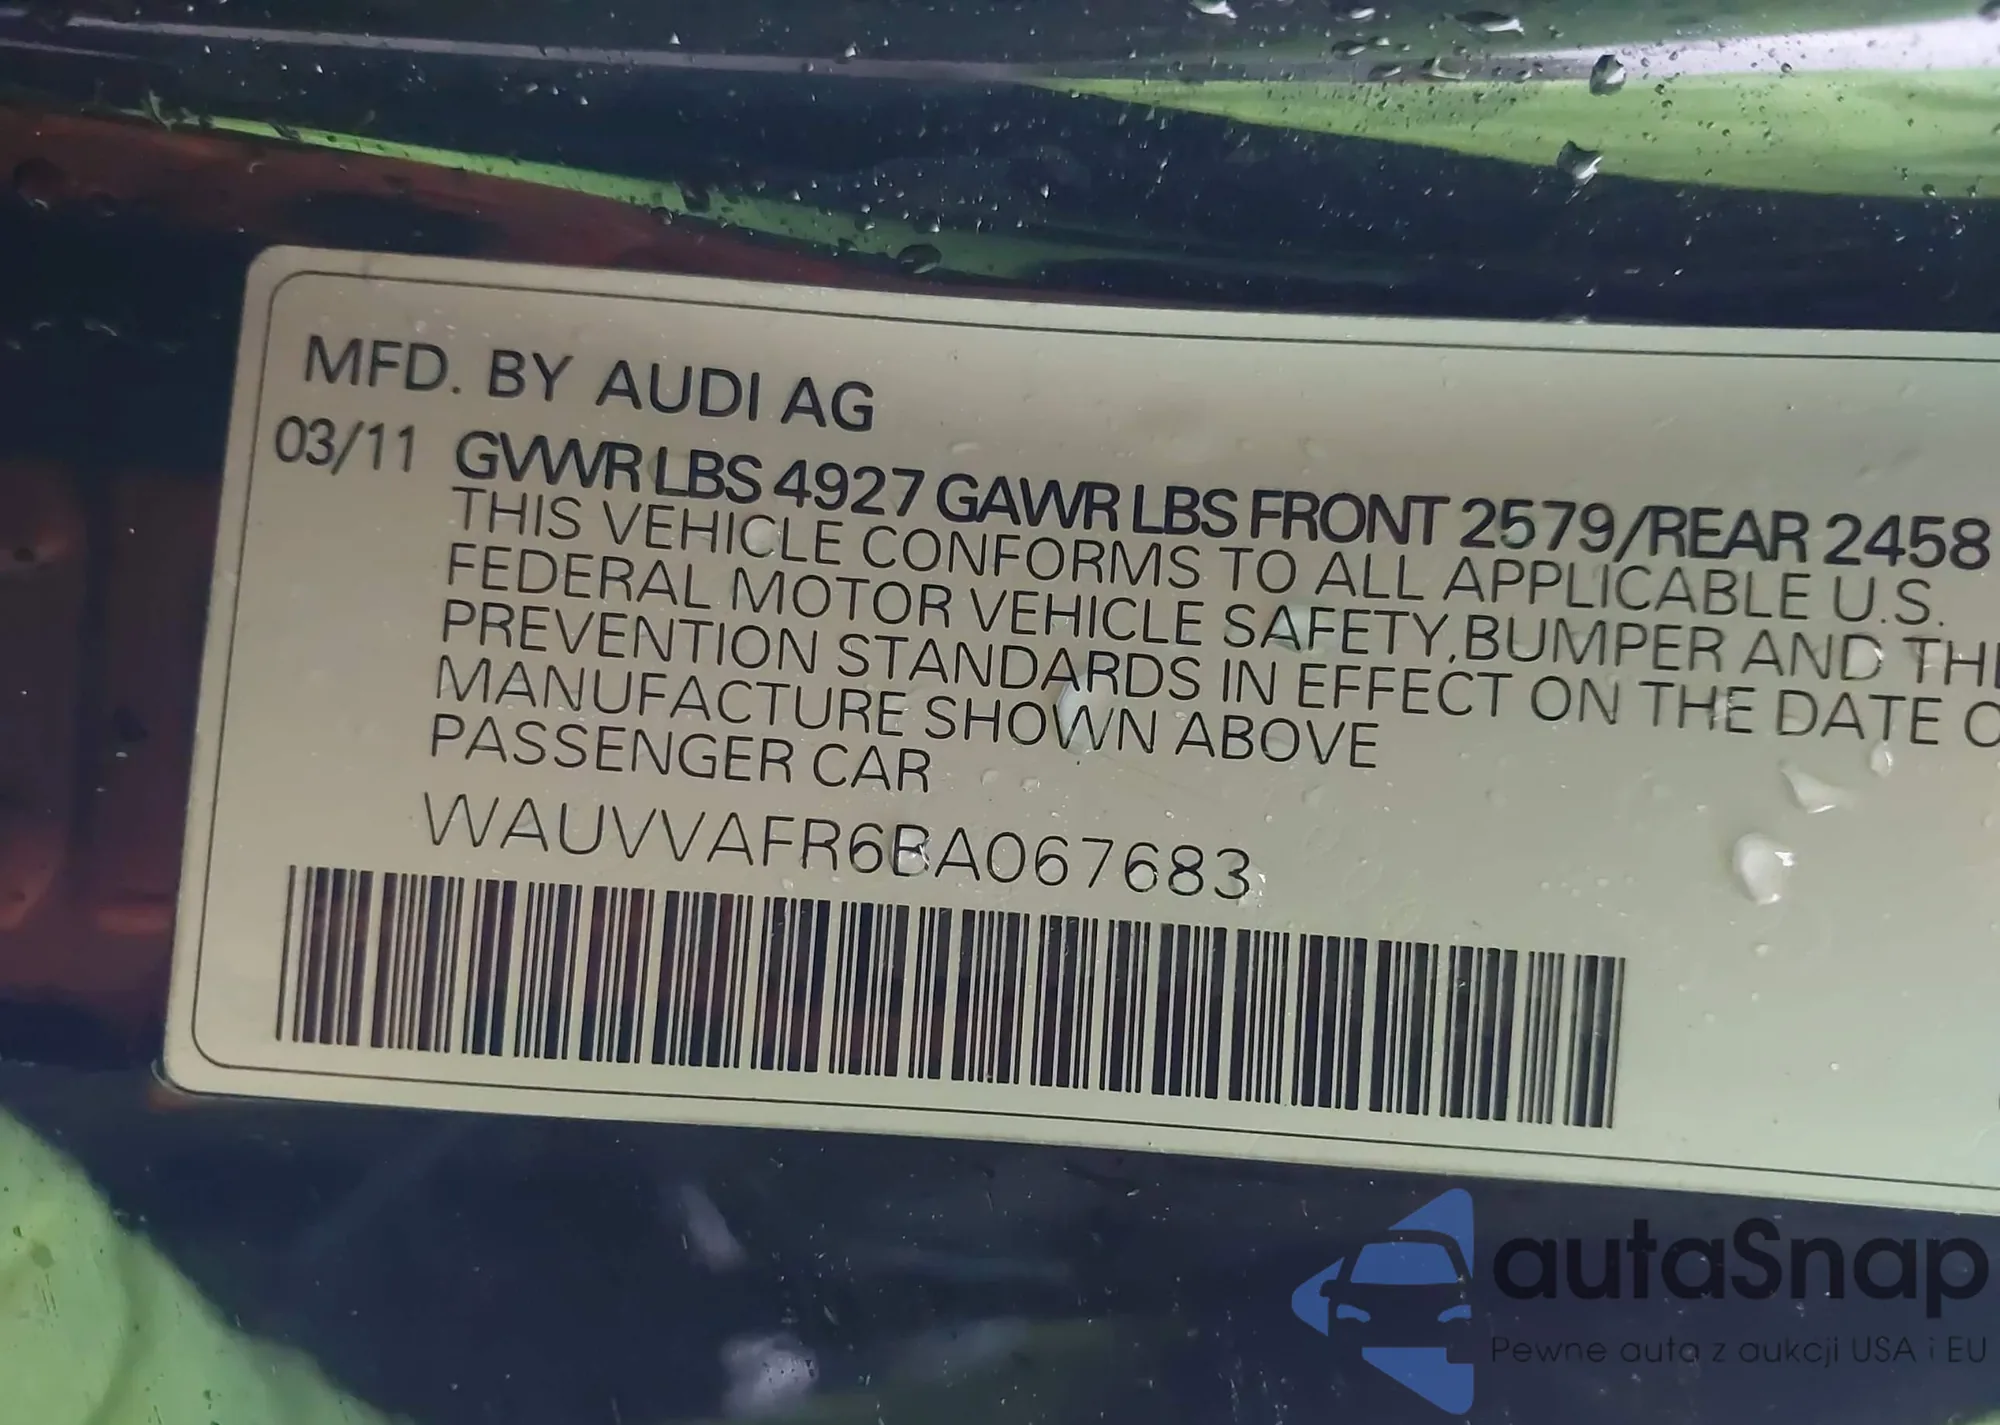 MFD. BY AUDI AG
03/11 GVWR LBS 4927 GAWR LBS FRONT 2579/REAR 2458
THIS VEHICLE CONFORMS TO ALL APPLICABLE U.S.
FEDERAL MOTOR VEHICLE SAFETY,BUMPER AND
PREVENTION STANDARDS IN EFFECT ON THE DATE
MANUFACTURE SHOWN ABOVE
PASSENGER CAR
WAUVVAFR6BA067683
autaSnap
Pewne auta z aukcji USA i EU